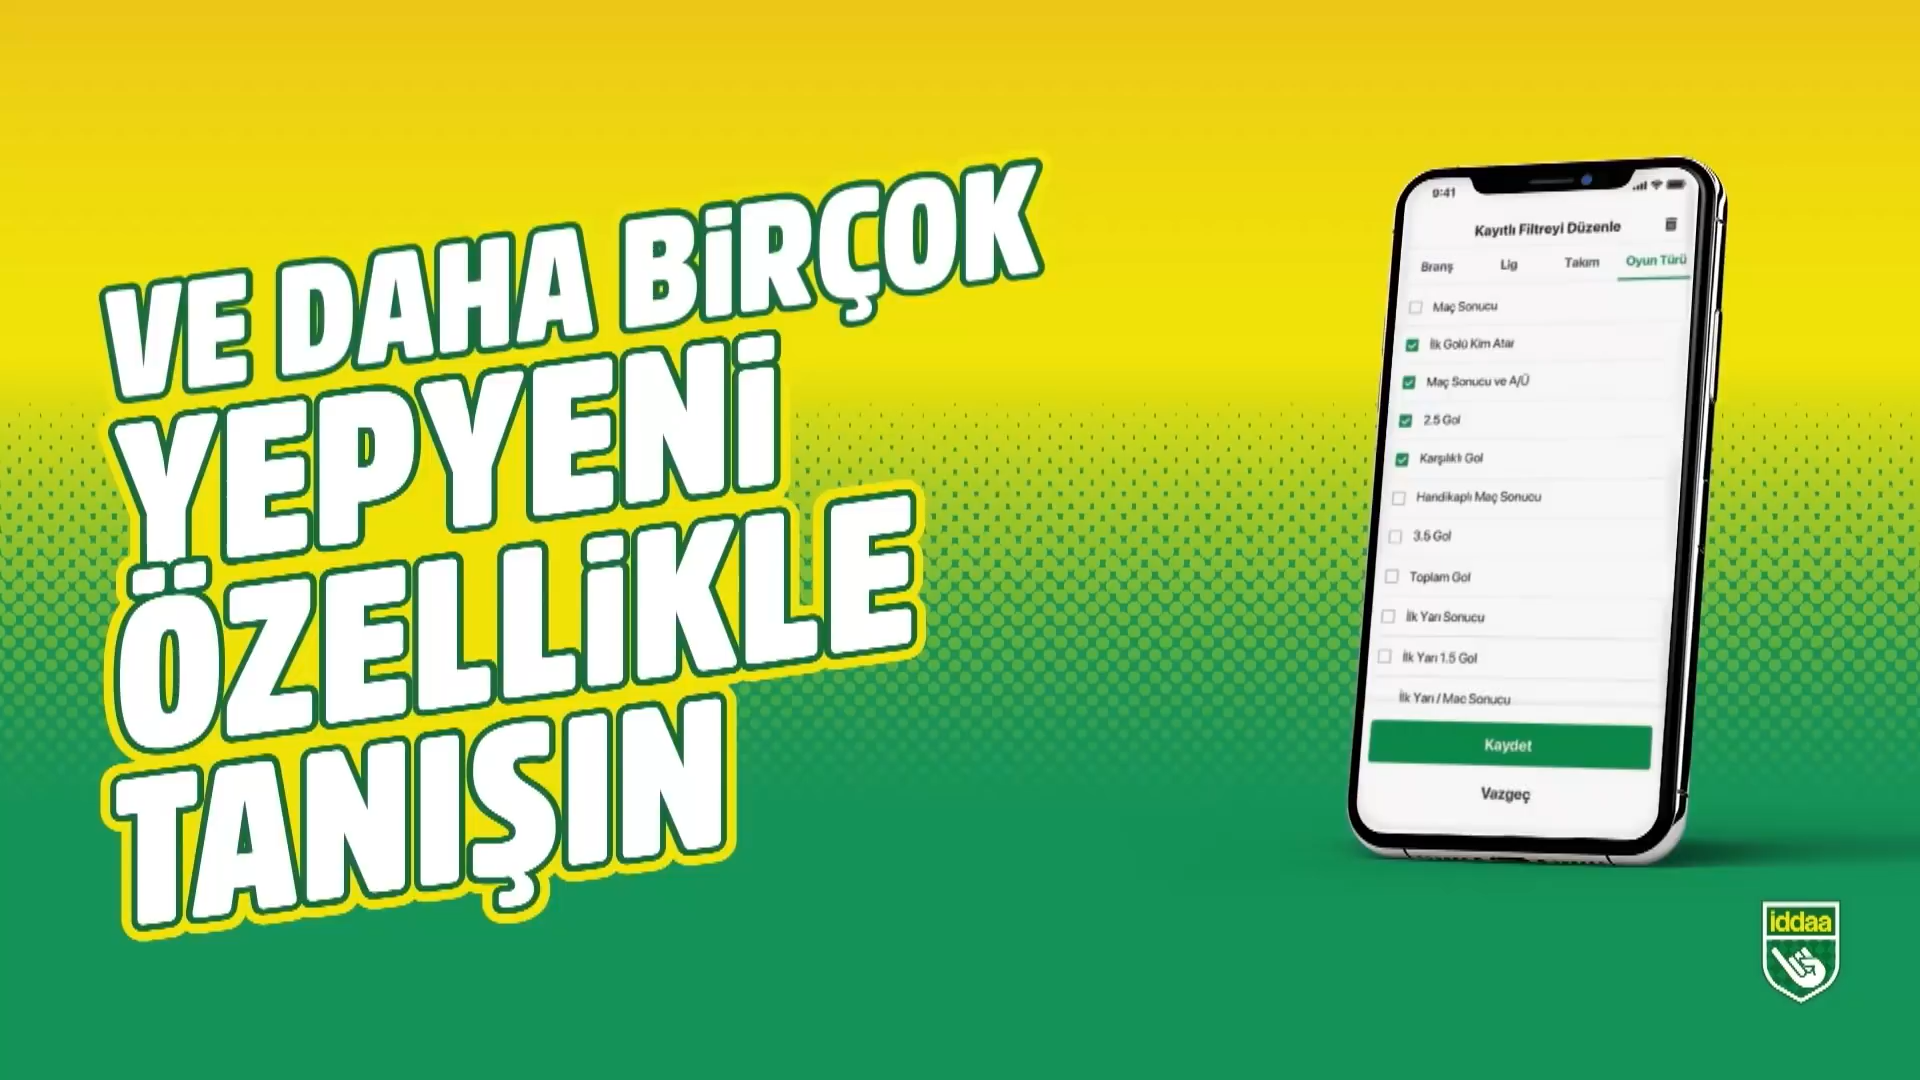 VE DAHA BİRÇOK
YEPYENİ
ÖZELLİKLE
TANIŞIN
9:41
Kayıtlı Filtreyi Düzenle
Branş Lig Takım Oyun Türü
Maç Sonucu
İlk Golü Kim Atar
Maç Sonucu ve A/Ü
2.5 Gol
Karşılıklı Gol
Handikaplı Maç Sonucu
3.5 Gol
Toplam Gol
İlk Yarı Sonucu
İlk Yarı 1.5 Gol
İlk Yarı / Maç Sonucu
Kaydet
Vazgeç
iddaa